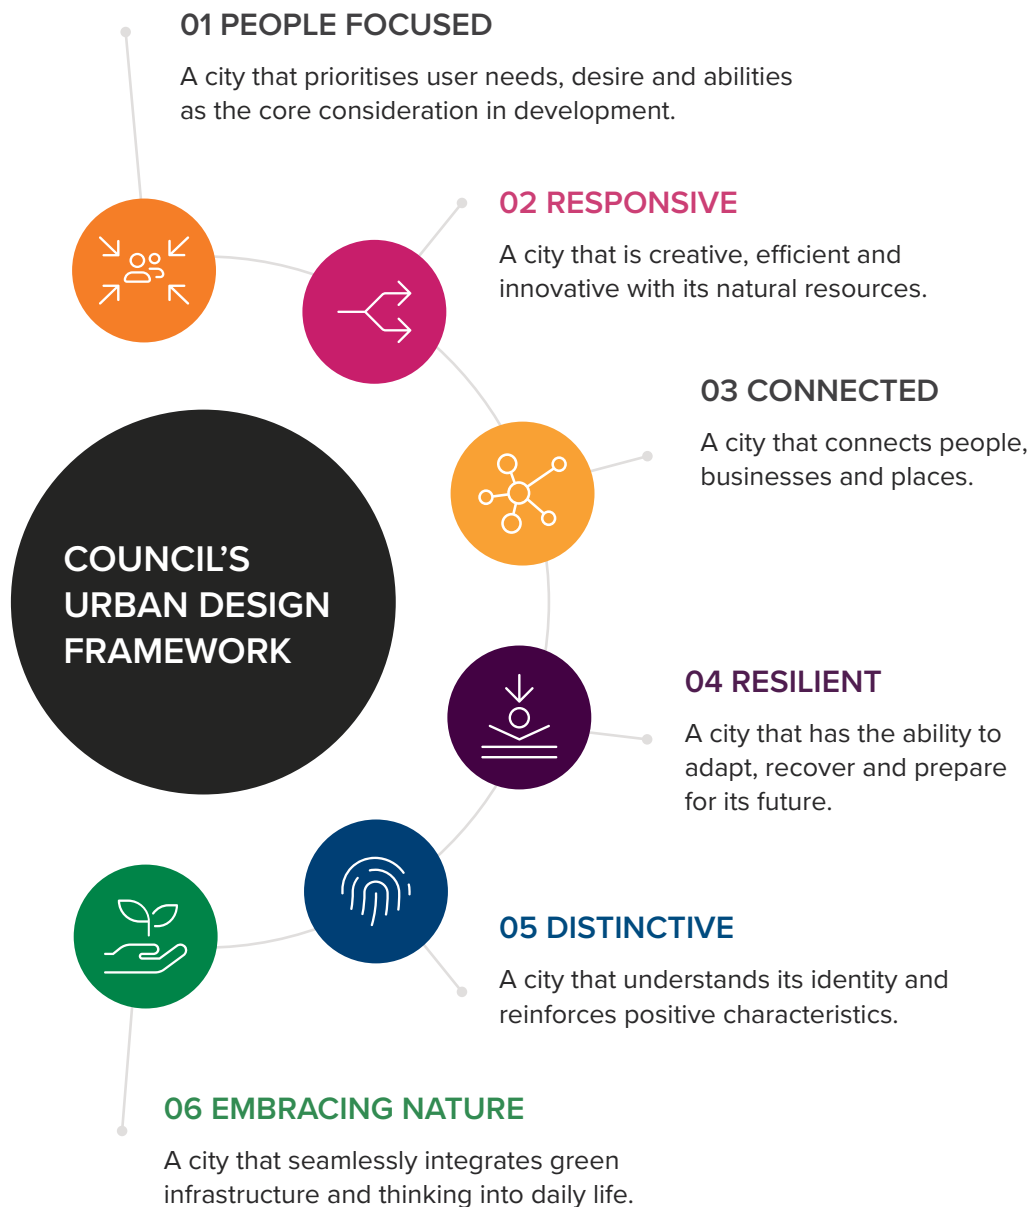 01 PEOPLE FOCUSED
A city that prioritises user needs, desire and abilities
as the core consideration in development.
02 RESPONSIVE
A city that is creative, efficient and
innovative with its natural resources.
03 CONNECTED
A city that connects people,
businesses and places.
COUNCIL’S
URBAN DESIGN
FRAMEWORK
04 RESILIENT
A city that has the ability to
adapt, recover and prepare
for its future.
05 DISTINCTIVE
A city that understands its identity and
reinforces positive characteristics.
06 EMBRACING NATURE
A city that seamlessly integrates green
infrastructure and thinking into daily life.